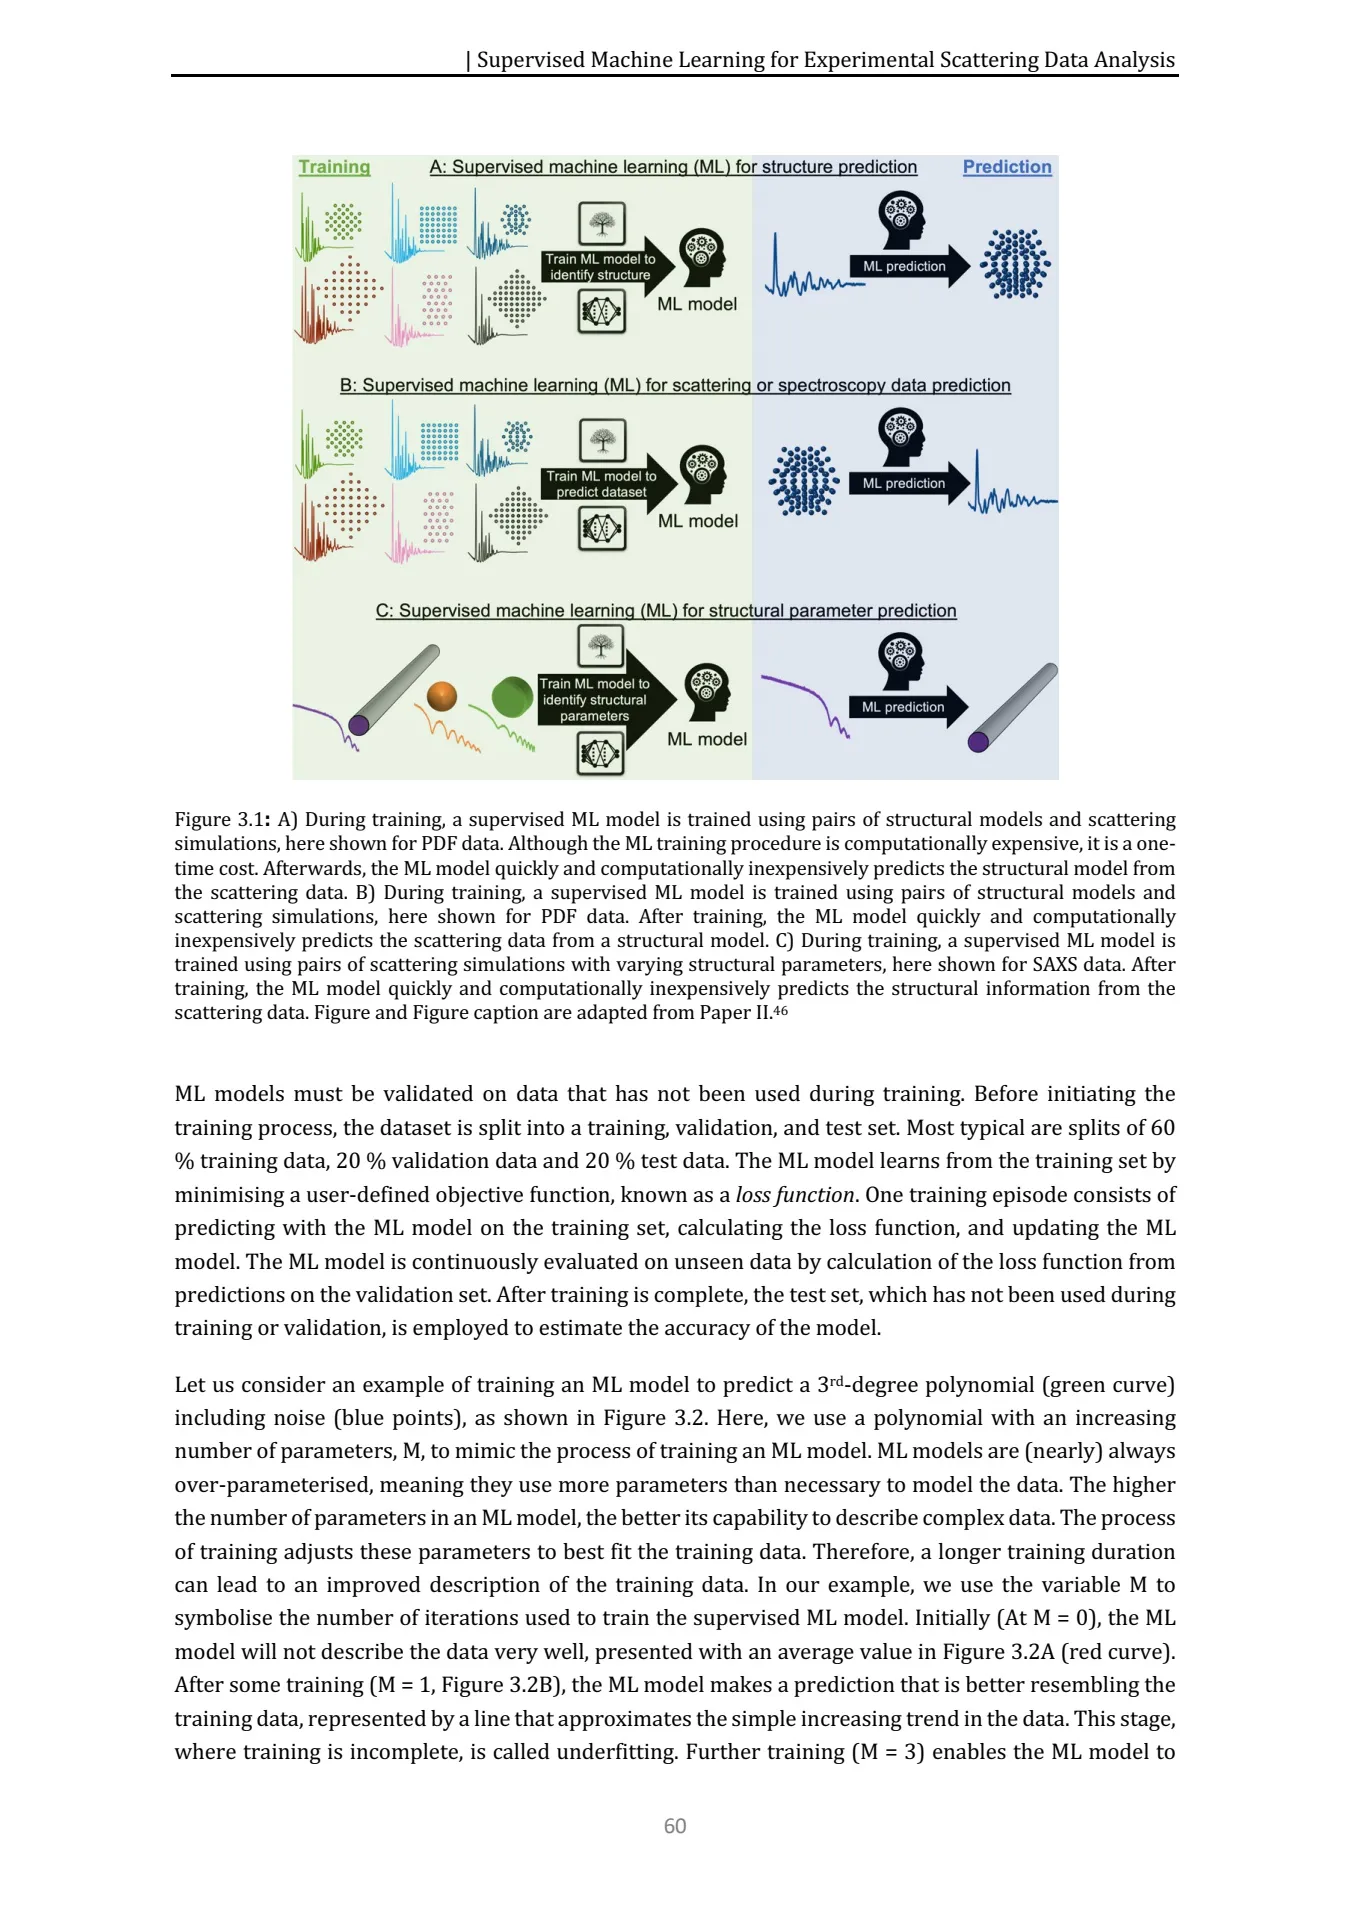 | Supervised Machine Learning for Experimental Scattering Data Analysis
Training
A: Supervised machine learning (ML) for structure prediction
Prediction
Train ML model to
identify structure
ML model
ML prediction
B: Supervised machine learning (ML) for scattering or spectroscopy data prediction
Train ML model to
predict dataset
ML model
ML prediction
C: Supervised machine learning (ML) for structural parameter prediction
Train ML model to
identify structural
parameters
ML model
ML prediction
Figure 3.1: A) During training, a supervised ML model is trained using pairs of structural models and scattering
simulations, here shown for PDF data. Although the ML training procedure is computationally expensive, it is a one-
time cost. Afterwards, the ML model quickly and computationally inexpensively predicts the structural model from
the scattering data. B) During training, a supervised ML model is trained using pairs of structural models and
scattering simulations, here shown for PDF data. After training, the ML model quickly and computationally
inexpensively predicts the scattering data from a structural model. C) During training, a supervised ML model is
trained using pairs of scattering simulations with varying structural parameters, here shown for SAXS data. After
training, the ML model quickly and computationally inexpensively predicts the structural information from the
scattering data. Figure and Figure caption are adapted from Paper II.46
ML models must be validated on data that has not been used during training. Before initiating the
training process, the dataset is split into a training, validation, and test set. Most typical are splits of 60
% training data, 20 % validation data and 20 % test data. The ML model learns from the training set by
minimising a user-defined objective function, known as a loss function. One training episode consists of
predicting with the ML model on the training set, calculating the loss function, and updating the ML
model. The ML model is continuously evaluated on unseen data by calculation of the loss function from
predictions on the validation set. After training is complete, the test set, which has not been used during
training or validation, is employed to estimate the accuracy of the model.
Let us consider an example of training an ML model to predict a 3rd-degree polynomial (green curve)
including noise (blue points), as shown in Figure 3.2. Here, we use a polynomial with an increasing
number of parameters, M, to mimic the process of training an ML model. ML models are (nearly) always
over-parameterised, meaning they use more parameters than necessary to model the data. The higher
the number of parameters in an ML model, the better its capability to describe complex data. The process
of training adjusts these parameters to best fit the training data. Therefore, a longer training duration
can lead to an improved description of the training data. In our example, we use the variable M to
symbolise the number of iterations used to train the supervised ML model. Initially (At M = 0), the ML
model will not describe the data very well, presented with an average value in Figure 3.2A (red curve).
After some training (M = 1, Figure 3.2B), the ML model makes a prediction that is better resembling the
training data, represented by a line that approximates the simple increasing trend in the data. This stage,
where training is incomplete, is called underfitting. Further training (M = 3) enables the ML model to
60